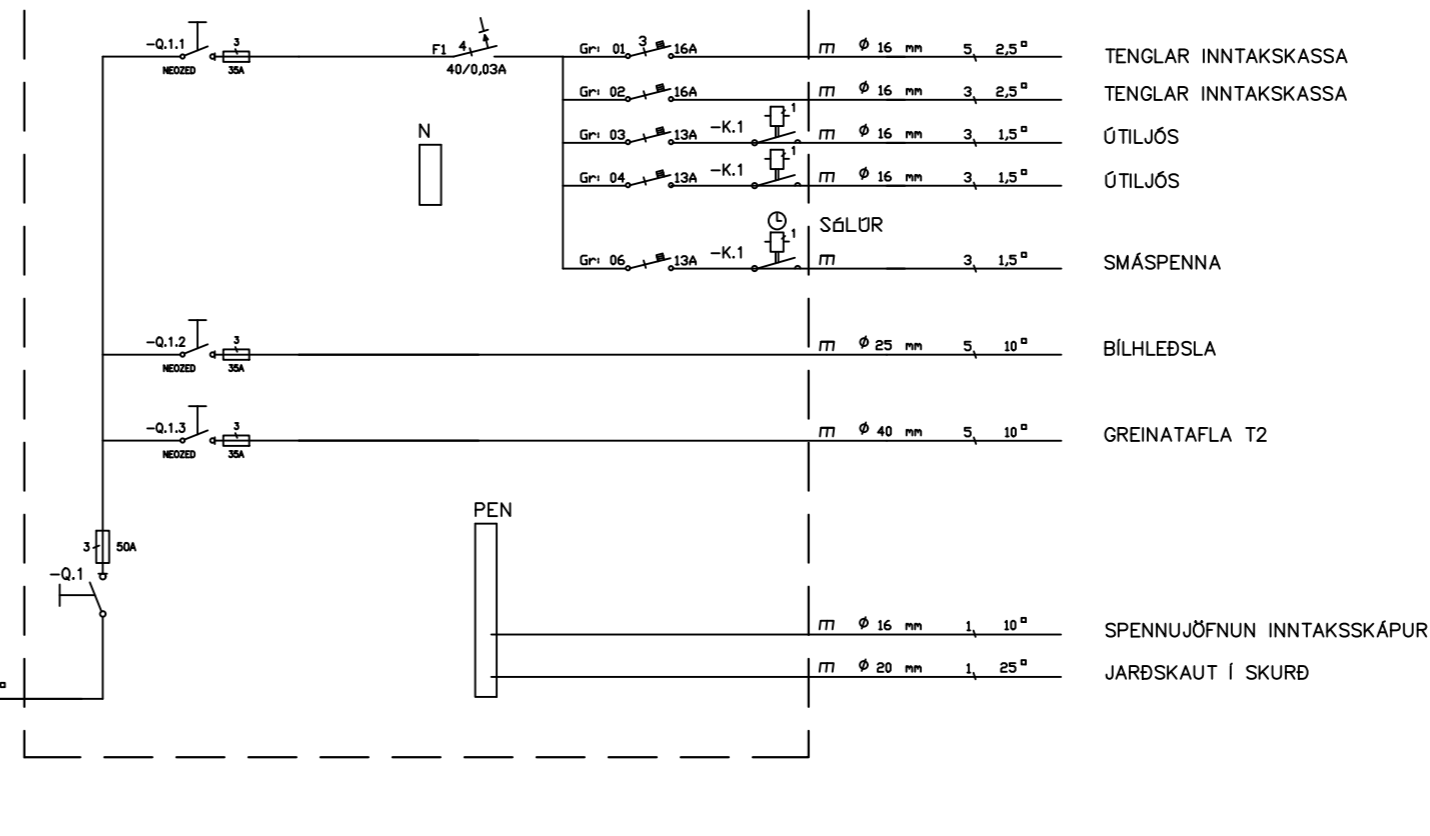 -Q.1.1 3 F1 4 Gr: 01 3 16A Ø 16 mm 5 2,5 TENGLAR INNTAKSKASSA
NEOZED 35A 40/0,03A
Gr: 02 16A Ø 16 mm 3 2,5 TENGLAR INNTAKSKASSA
N Gr: 03 13A -K.1 1 Ø 16 mm 3 1,5 ÚTILJÓS
Gr: 04 13A -K.1 1 Ø 16 mm 3 1,5 ÚTILJÓS
SóLÚR
Gr: 06 13A -K.1 1 3 1,5 SMÁSPENNA
-Q.1.2 3 Ø 25 mm 5 10 BÍLHLEÐSLA
NEOZED 35A
-Q.1.3 3 Ø 40 mm 5 10 GREINATAFLA T2
NEOZED 35A
PEN
3 50A
-Q.1
Ø 16 mm 1 10 SPENNUJÖFNUN INNTAKSSKÁPUR
Ø 20 mm 1 25 JARÐSKAUT Í SKURÐ